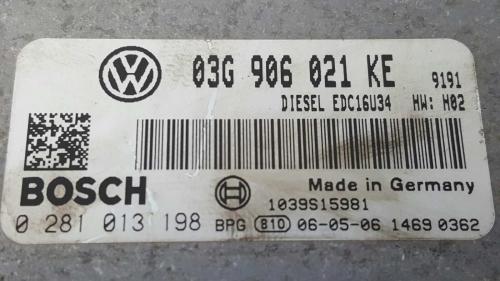 03G 906 021 KE 9191
DIESEL EDC16U34 HW: H02
BOSCH
Made in Germany
1039S15981
0 281 013 198 BPG 810 06-05-06 1469 0362